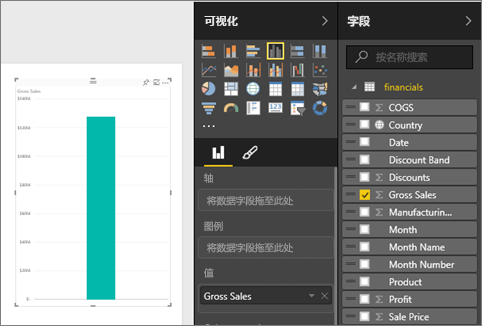 可视化
字段
按名称搜索
financials
COGS
Country
Date
Discount Band
Discounts
Gross Sales
Manufacturin...
Month
Month Name
Month Number
Product
Profit
Sale Price
轴
将数据字段拖至此处
图例
将数据字段拖至此处
值
Gross Sales
Gross Sales